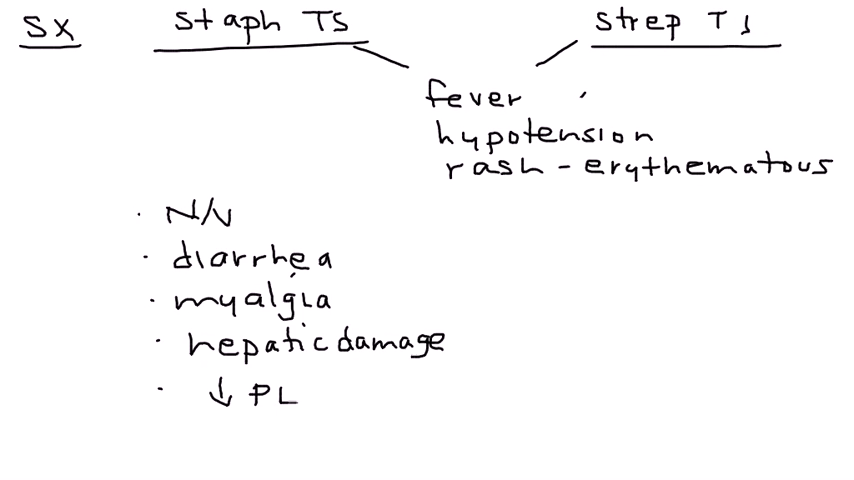 Sx Staph TS Strep TS
fever
hypotension
rash - erythematous
· N/V
· diarrhea
· myalgia
· hepatic damage
· ↓ PL